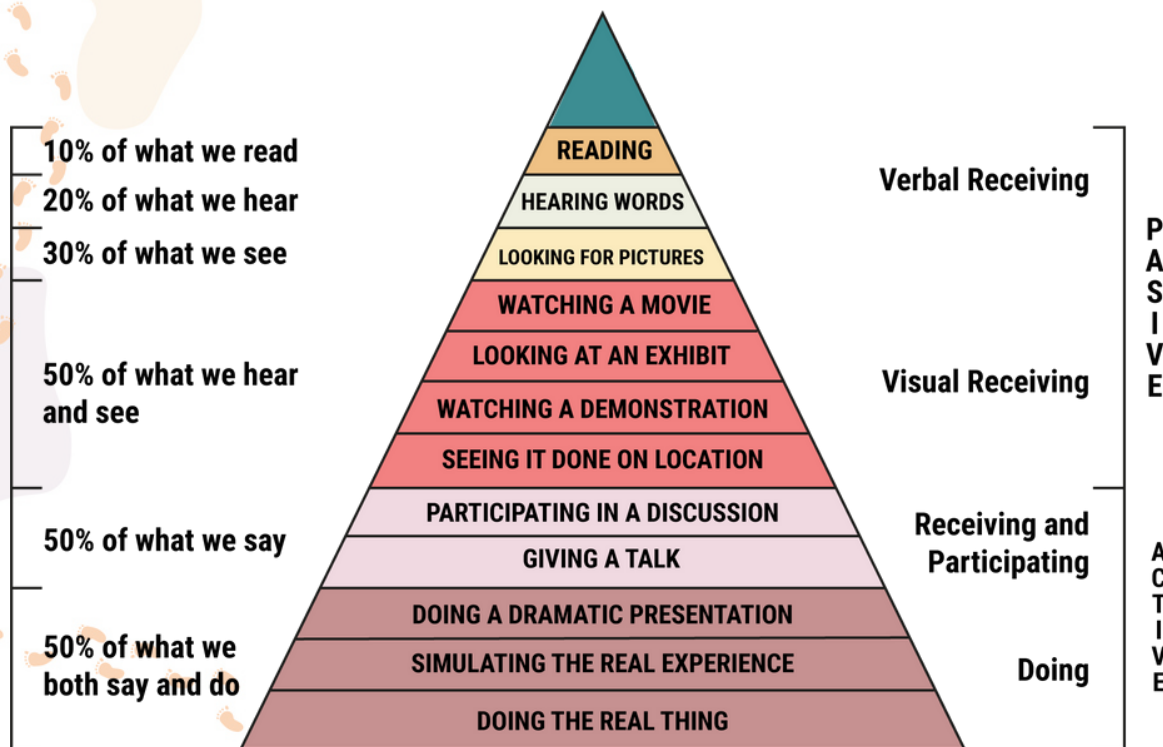 10% of what we read
20% of what we hear
30% of what we see
50% of what we hear
and see
50% of what we say
50% of what we
both say and do
READING
HEARING WORDS
LOOKING FOR PICTURES
WATCHING A MOVIE
LOOKING AT AN EXHIBIT
WATCHING A DEMONSTRATION
SEEING IT DONE ON LOCATION
PARTICIPATING IN A DISCUSSION
GIVING A TALK
DOING A DRAMATIC PRESENTATION
SIMULATING THE REAL EXPERIENCE
DOING THE REAL THING
Verbal Receiving
Visual Receiving
Receiving and
Participating
Doing
PASIVE
ACTIVE